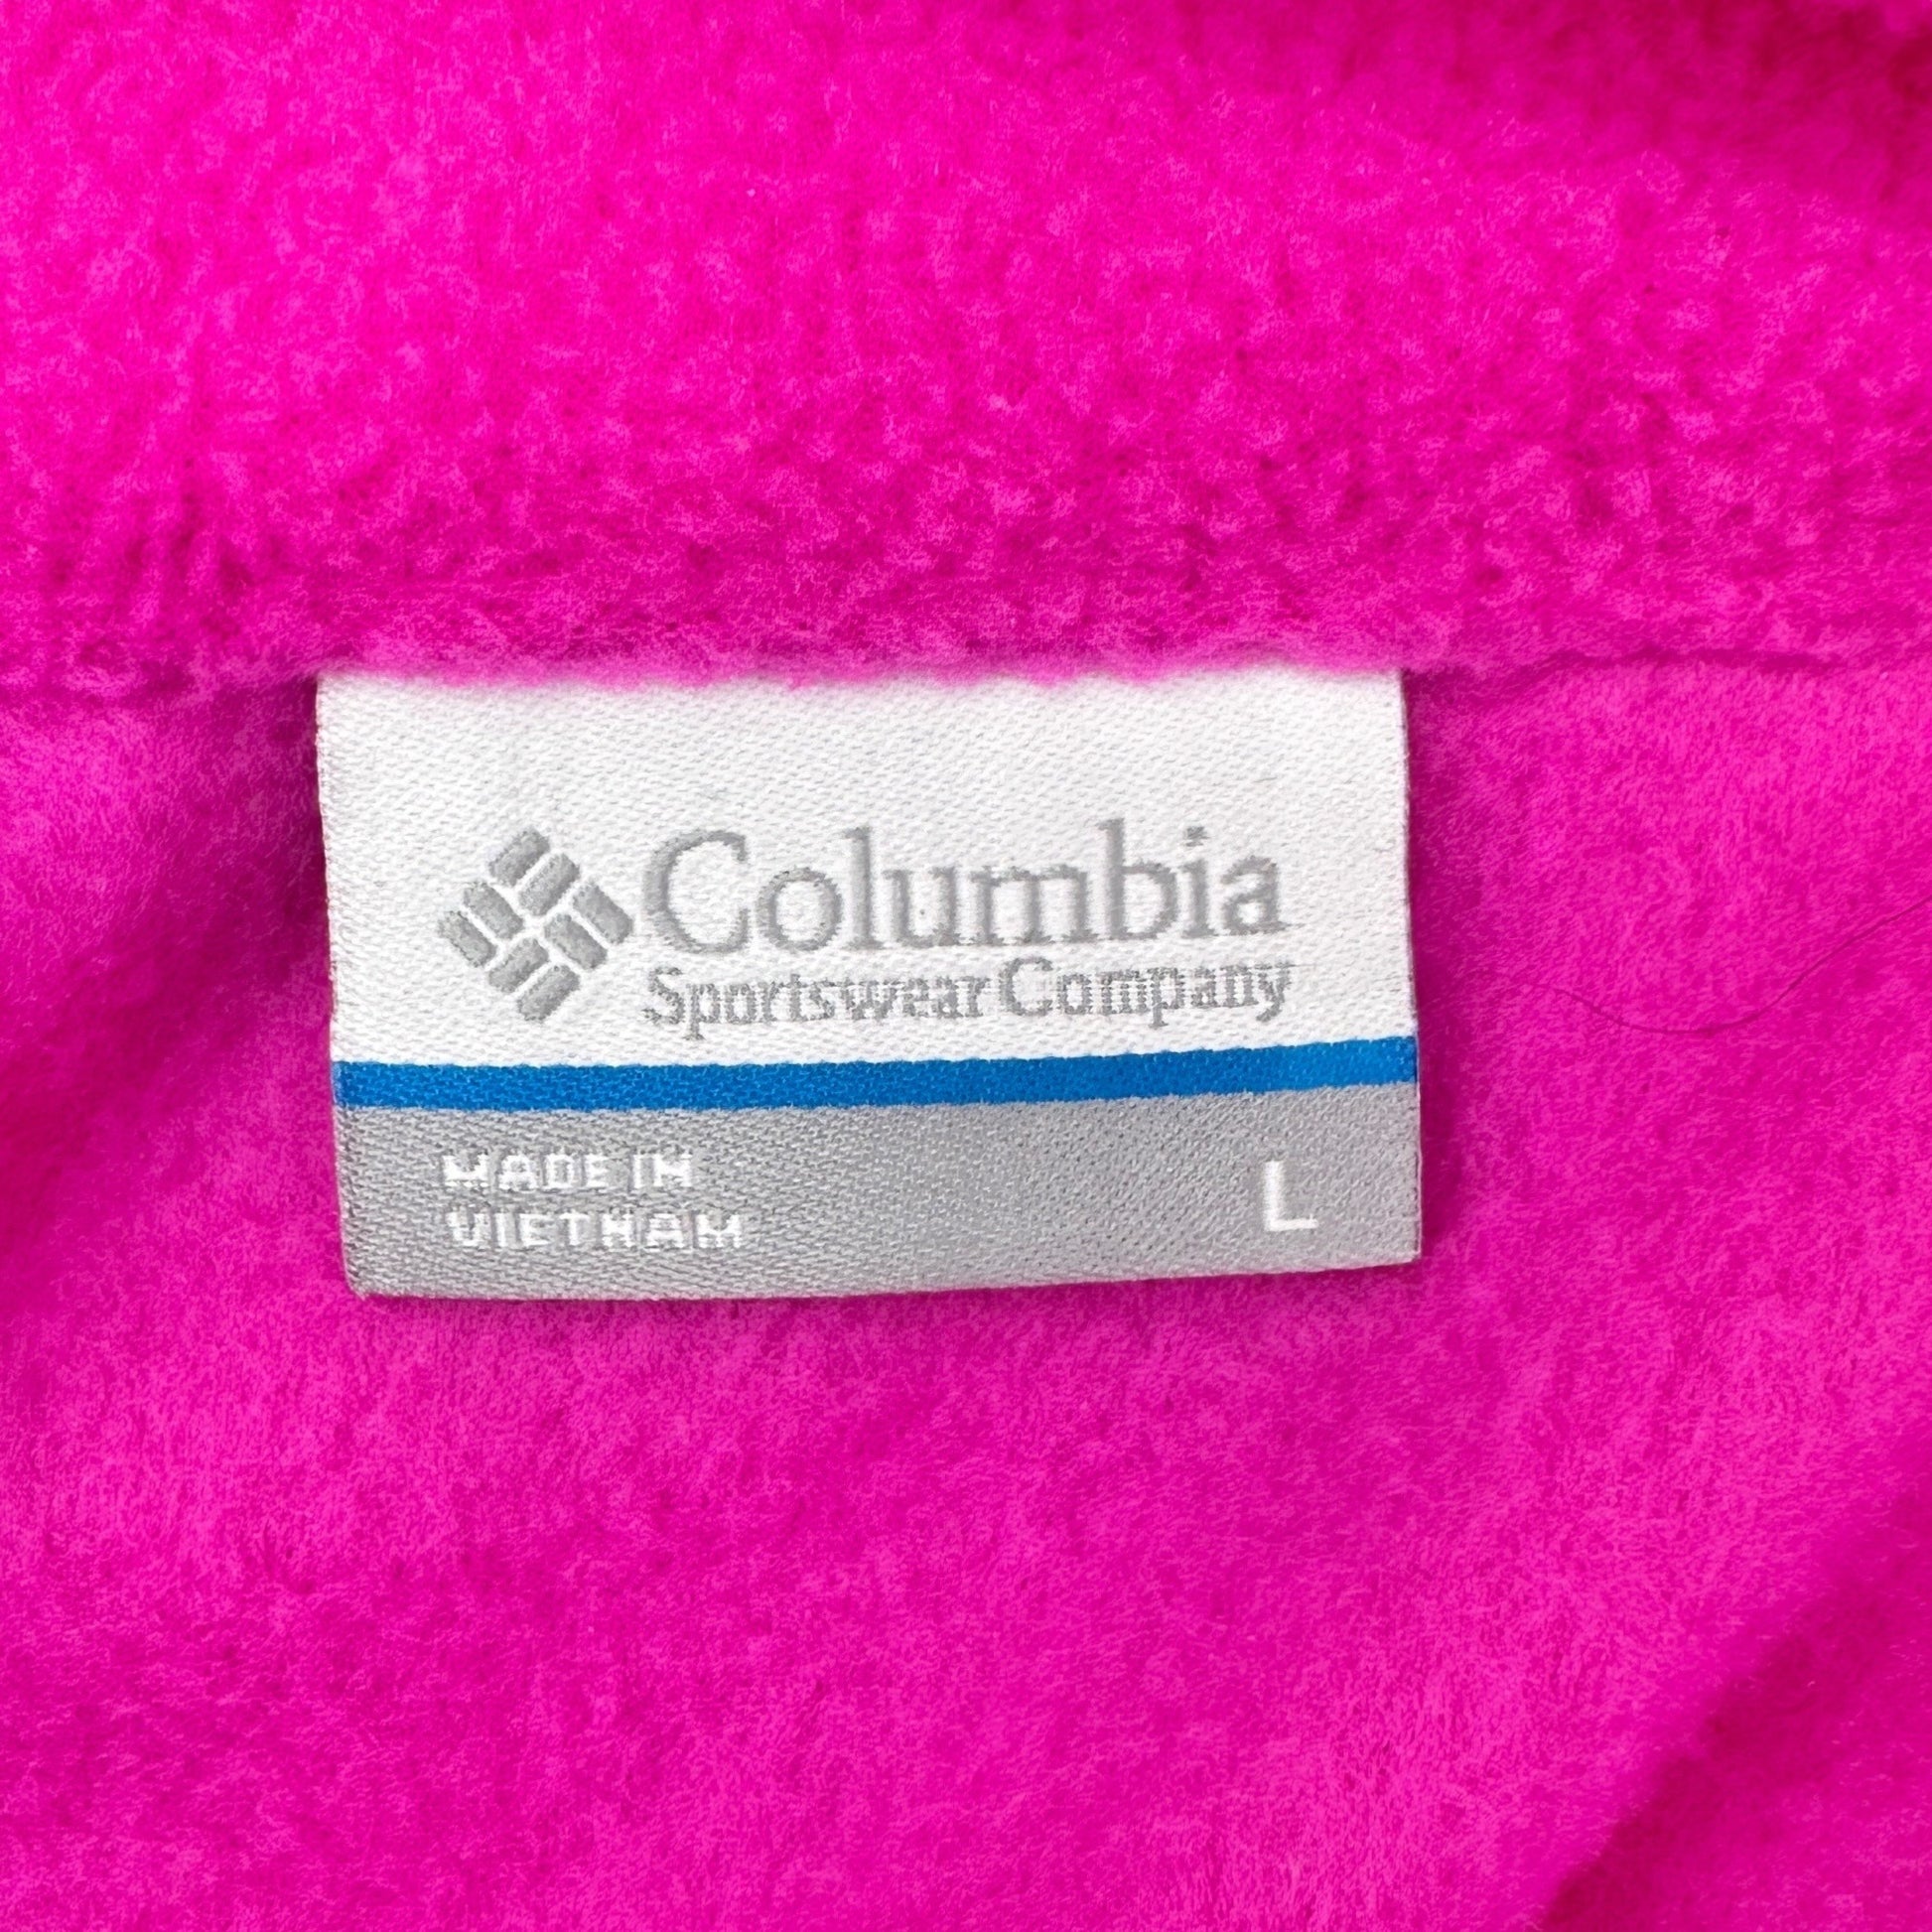 Columbia
Sportswear Company
MADE IN
VIETNAM
L